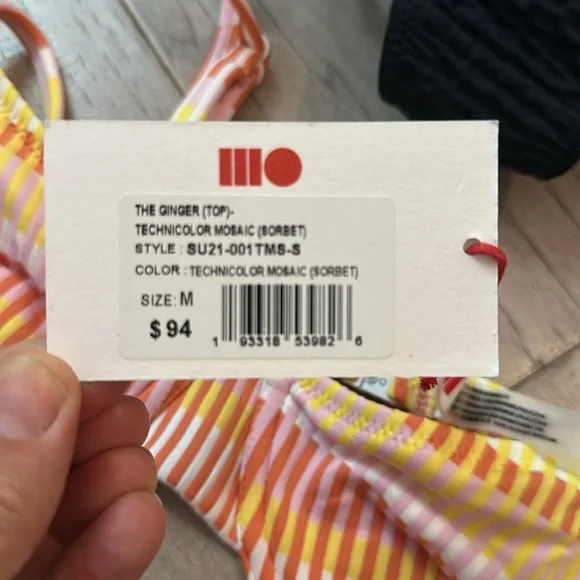 THE GINGER (TOP)-
TECHNICOLOR MOSAIC (SORBET)
STYLE : SU21-001TMS-S
COLOR : TECHNICOLOR MOSAIC (SORBET)
SIZE: M
$ 94
1 93318 53982 6